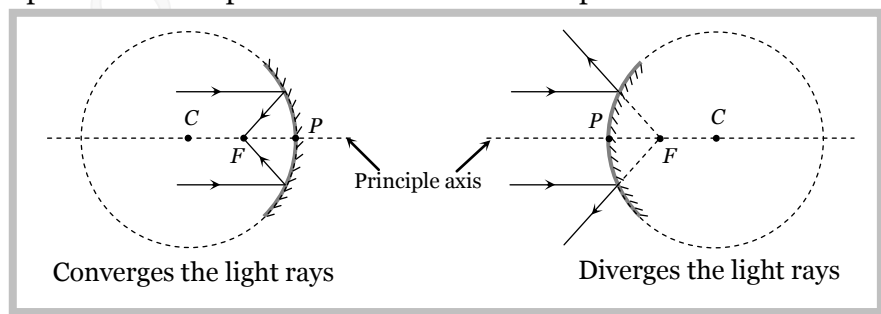 C
F
P
Principle axis
P
F
C
Converges the light rays
Diverges the light rays